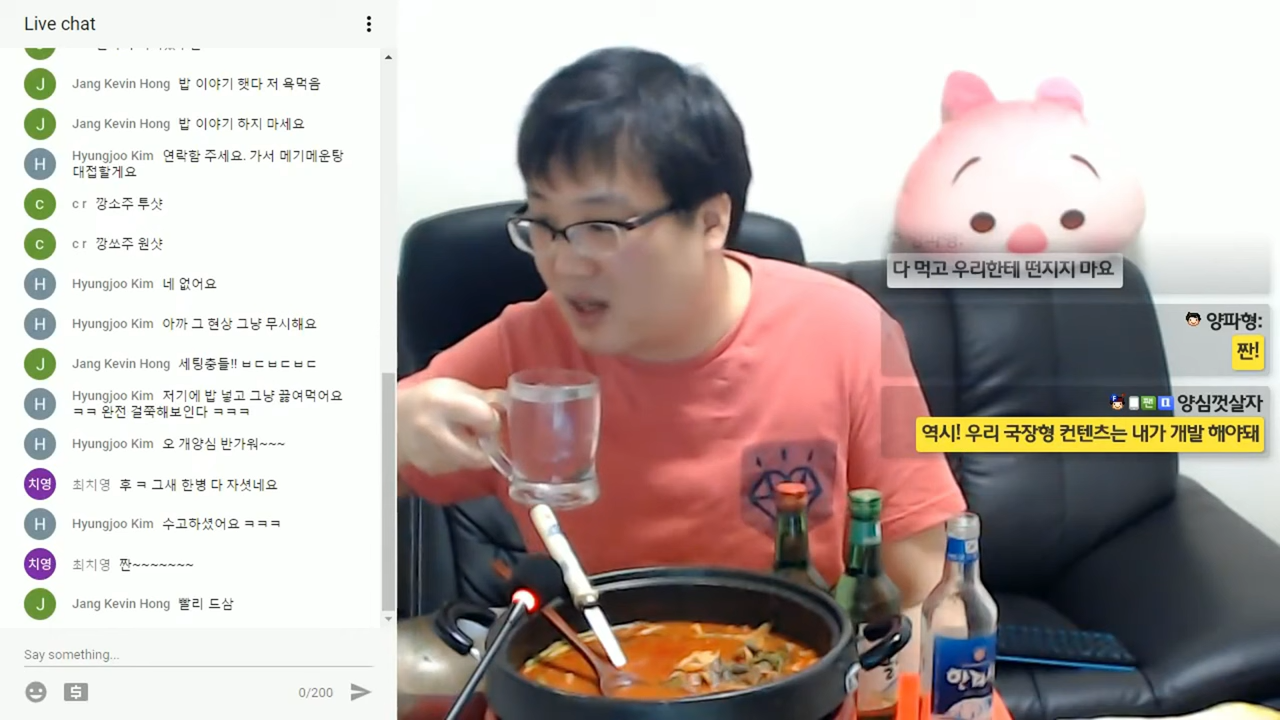 Live chat
Jang Kevin Hong 밥 이야기 햇다 저 욕먹음
Jang Kevin Hong 밥 이야기 하지 마세요
Hyungjoo Kim 연락함 주세요. 가서 메기메운탕
대접할게요
c r 깡소주 투샷
c r 깡쏘주 원샷
Hyungjoo Kim 네 없어요
Hyungjoo Kim 아까 그 현상 그냥 무시해요
Jang Kevin Hong 세팅충들!! ㅂㄷㅂㄷㅂㄷ
Hyungjoo Kim 저기에 밥 넣고 그냥 끓여먹어요
ㅋㅋ 완전 걸쭉해보인다 ㅋㅋㅋ
Hyungjoo Kim 오 개양심 반가워~~~
치영 최치영 후 ㅋ 그새 한병 다 자셧네요
Hyungjoo Kim 수고하셨어요 ㅋㅋㅋ
치영 최치영 짠~~~~~~~
Jang Kevin Hong 빨리 드삼
Say something...
0/200
다 먹고 우리한테 떤지지 마요
양파형:
짠!
팬 양심껏살자
역시! 우리 국장형 컨텐츠는 내가 개발 해야돼